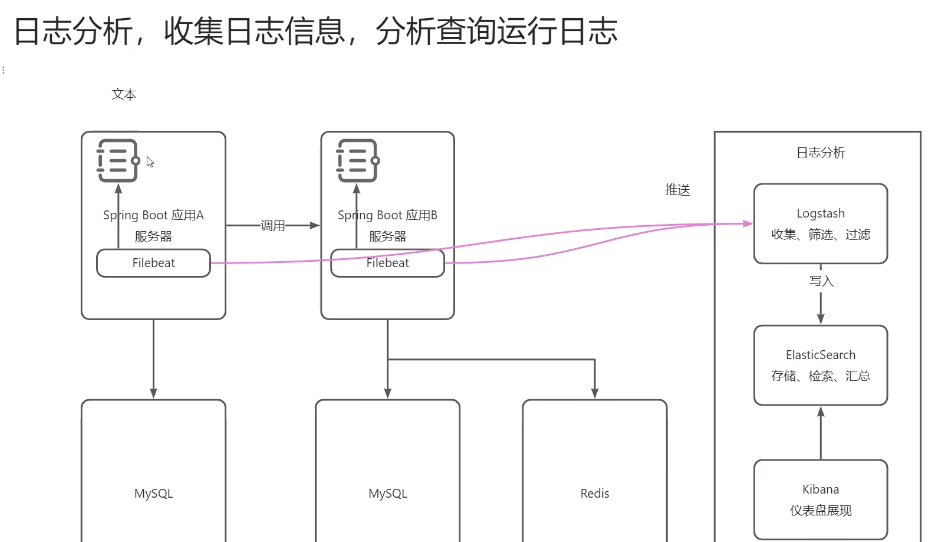 日志分析，收集日志信息，分析查询运行日志
文本
Spring Boot 应用A
服务器
Filebeat
调用
Spring Boot 应用B
服务器
Filebeat
推送
日志分析
Logstash
收集、筛选、过滤
写入
ElasticSearch
存储、检索、汇总
Kibana
仪表盘展现
MySQL
MySQL
Redis